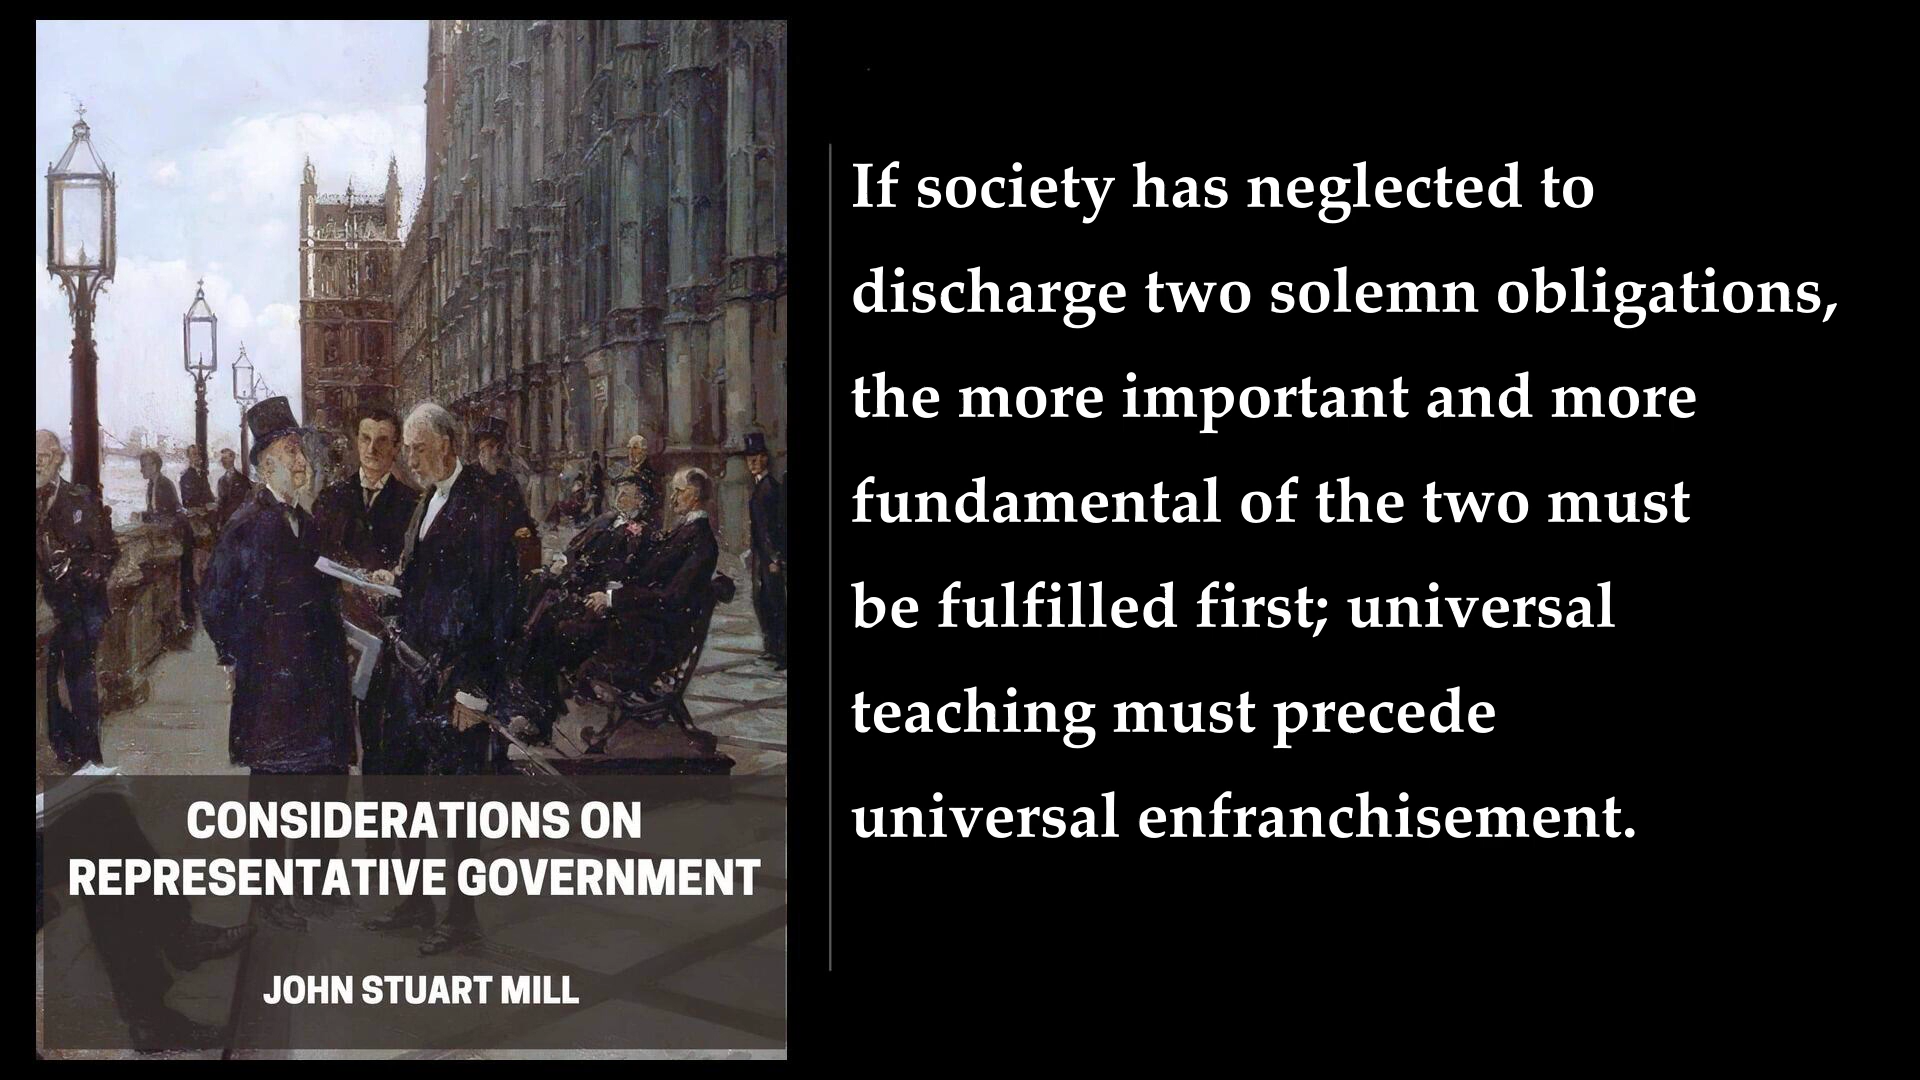 CONSIDERATIONS ON
REPRESENTATIVE GOVERNMENT
JOHN STUART MILL
If society has neglected to
discharge two solemn obligations,
the more important and more
fundamental of the two must
be fulfilled first; universal
teaching must precede
universal enfranchisement.